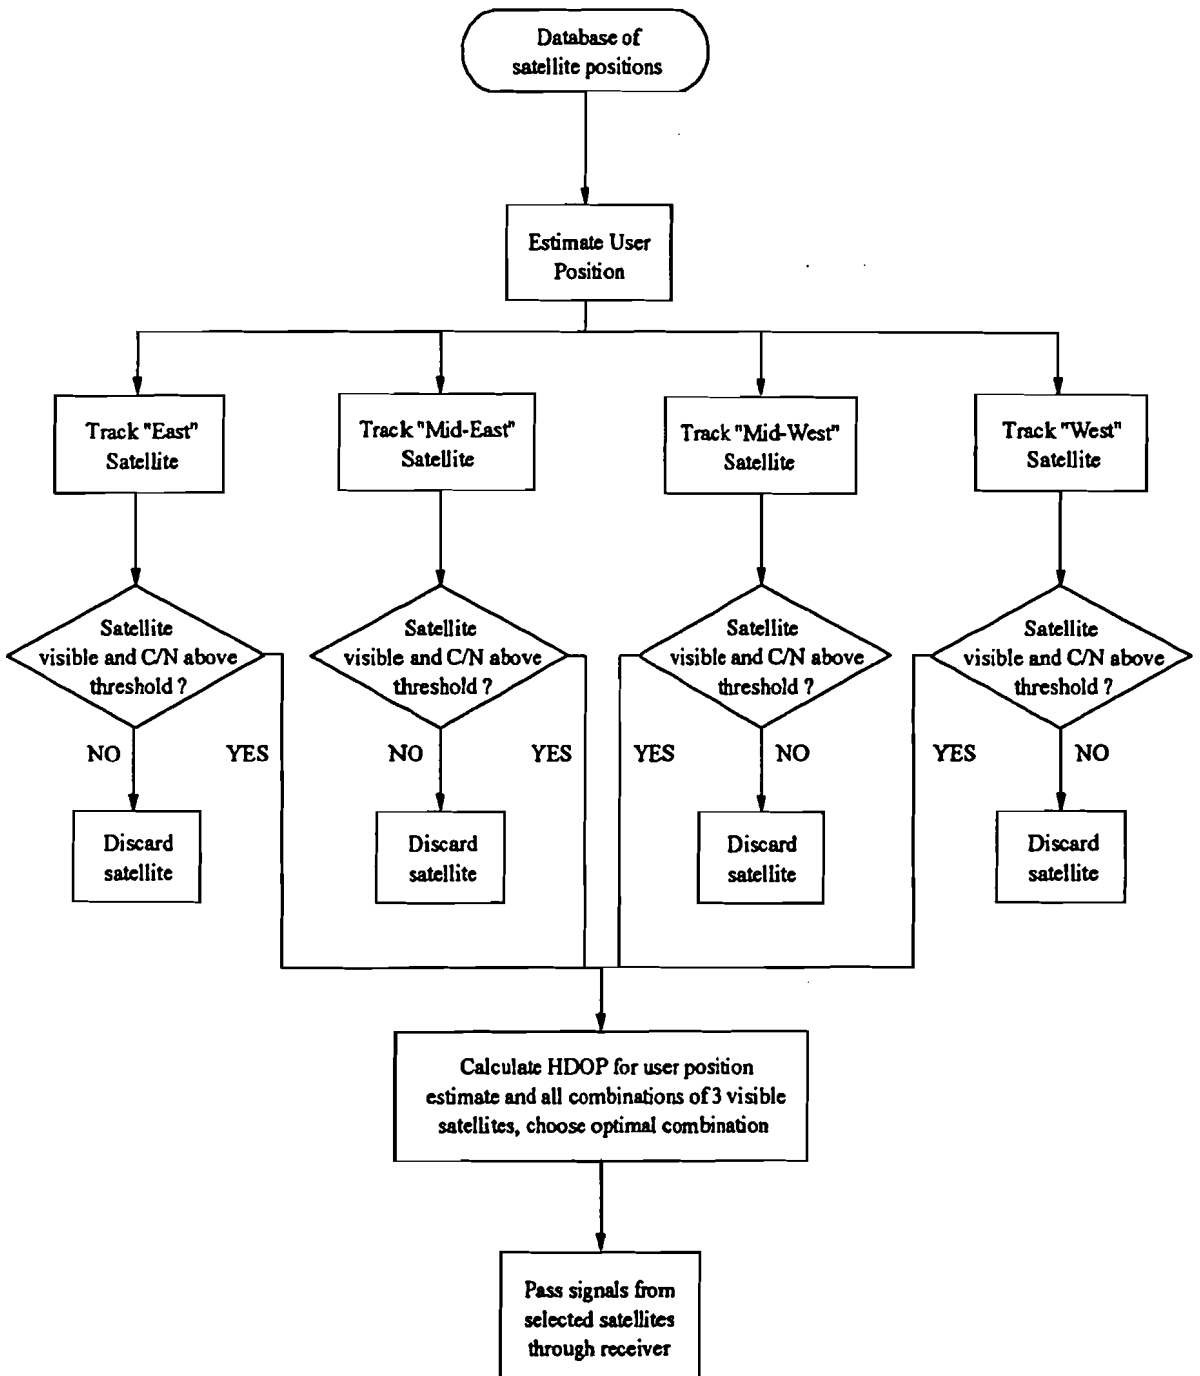 Database of
satellite positions
Estimate User
Position
Track "East"
Satellite
Track "Mid-East"
Satellite
Track "Mid-West"
Satellite
Track "West"
Satellite
Satellite
visible and C/N above
threshold ?
Satellite
visible and C/N above
threshold ?
Satellite
visible and C/N above
threshold ?
Satellite
visible and C/N above
threshold ?
NO
YES
NO
YES
YES
NO
YES
NO
Discard
satellite
Discard
satellite
Discard
satellite
Discard
satellite
Calculate HDOP for user position
estimate and all combinations of 3 visible
satellites, choose optimal combination
Pass signals from
selected satellites
through receiver